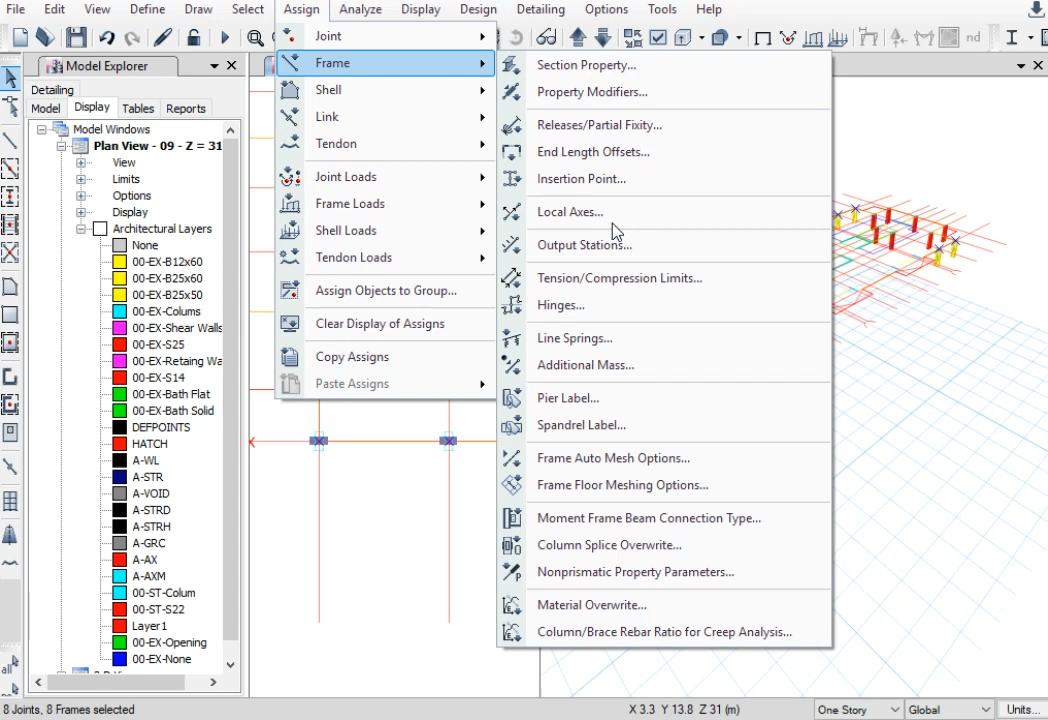 File Edit View Define Draw Select Assign Analyze Display Design Detailing Options Tools Help
nd
Model Explorer
Detailing
Model Display Tables Reports
Model Windows
Plan View - 09 - Z = 31
View
Limits
Options
Display
Architectural Layers
None
00-EX-B12x60
00-EX-B25x60
00-EX-B25x50
00-EX-Colums
00-EX-Shear Walls
00-EX-S25
00-EX-Retaing Wa
00-EX-S14
00-EX-Bath Flat
00-EX-Bath Solid
DEFPOINTS
HATCH
A-WL
A-STR
A-VOID
A-STRD
A-STRH
A-GRC
A-AX
A-AXM
00-ST-Colum
00-ST-S22
Layer1
00-EX-Opening
00-EX-None
Joint
Frame
Shell
Link
Tendon
Joint Loads
Frame Loads
Shell Loads
Tendon Loads
Assign Objects to Group...
Clear Display of Assigns
Copy Assigns
Paste Assigns
Section Property...
Property Modifiers...
Releases/Partial Fixity...
End Length Offsets...
Insertion Point...
Local Axes...
Output Stations...
Tension/Compression Limits...
Hinges...
Line Springs...
Additional Mass...
Pier Label...
Spandrel Label...
Frame Auto Mesh Options...
Frame Floor Meshing Options...
Moment Frame Beam Connection Type...
Column Splice Overwrite...
Nonprismatic Property Parameters...
Material Overwrite...
Column/Brace Rebar Ratio for Creep Analysis...
all
8 Joints, 8 Frames selected
X 3.3 Y 13.8 Z 31 (m)
One Story
Global
Units...